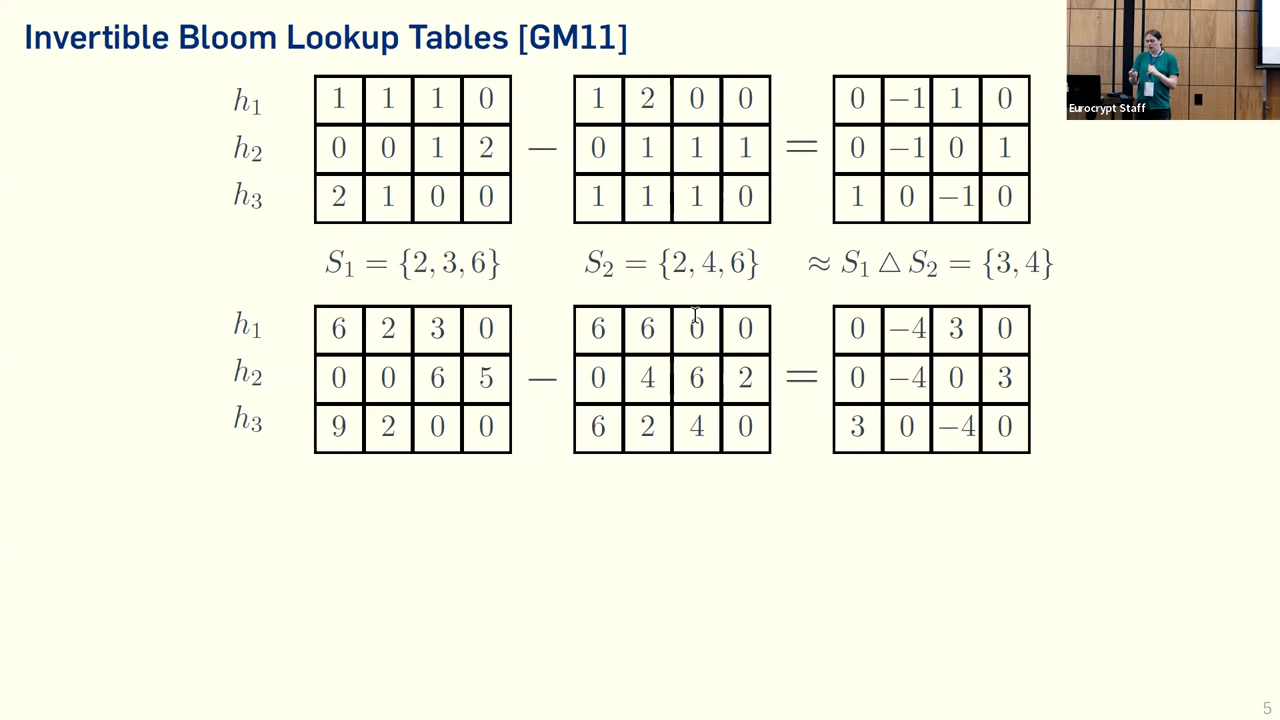 Invertible Bloom Lookup Tables [GM11]
Eurocrypt Staff
h₁ 1 1 1 0 1 2 0 0 0 −1 1 0
h₂ 0 0 1 2 − 0 1 1 1 = 0 −1 0 1
h₃ 2 1 0 0 1 1 1 0 1 0 −1 0
S₁ = {2, 3, 6} S₂ = {2, 4, 6} ≈ S₁ △ S₂ = {3, 4}
h₁ 6 2 3 0 6 6 0 0 0 −4 3 0
h₂ 0 0 6 5 − 0 4 6 2 = 0 −4 0 3
h₃ 9 2 0 0 6 2 4 0 3 0 −4 0
5